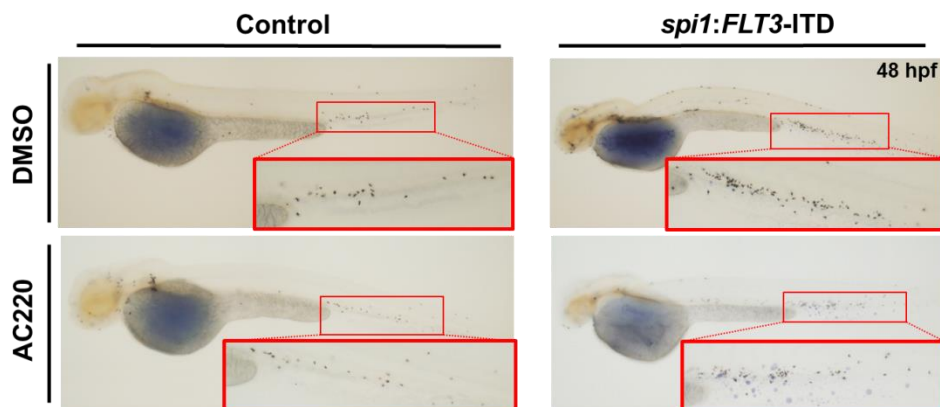 Control
spi1:FLT3-ITD
DMSO
48 hpf
AC220